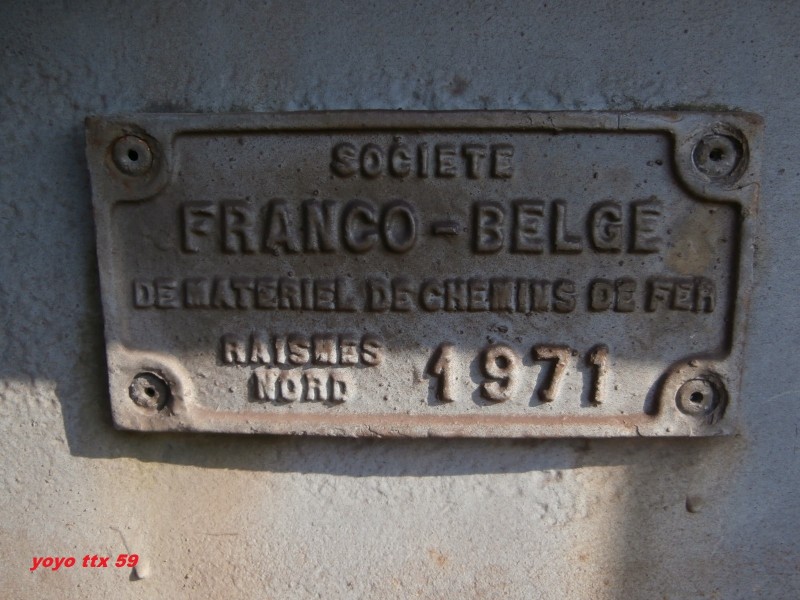 SOCIETE
FRANCO-BELGE
DE MATERIEL DE CHEMINS DE FER
RAISMES
NORD 1971
yoyo ttx 59